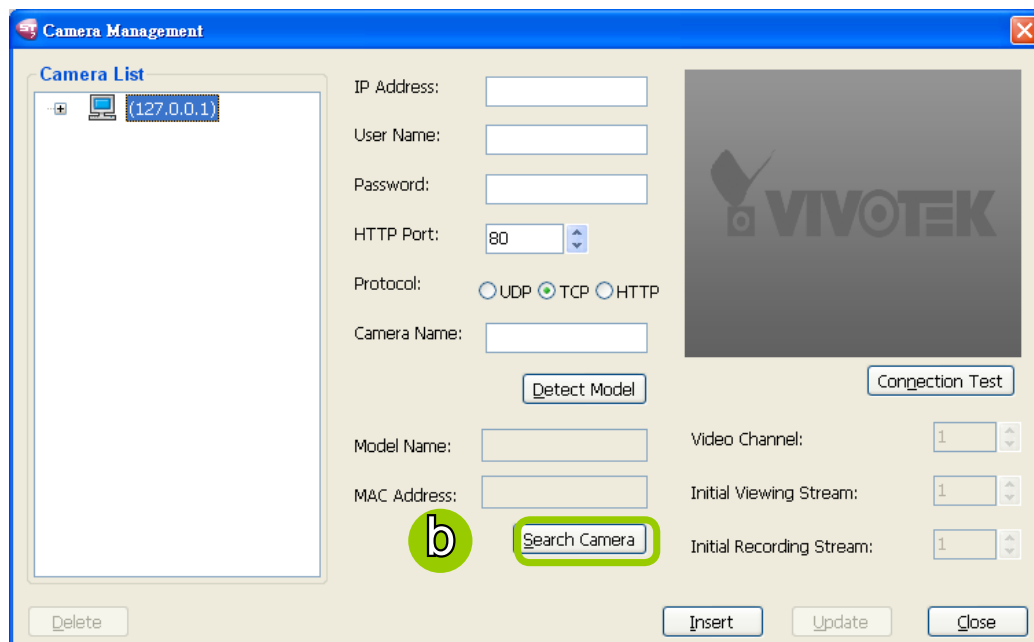 Camera Management
Camera List
(127.0.0.1)
IP Address:
User Name:
Password:
HTTP Port: 80
Protocol: UDP TCP HTTP
Camera Name:
Detect Model
Model Name:
MAC Address:
b Search Camera
VIVOTEK
Connection Test
Video Channel: 1
Initial Viewing Stream: 1
Initial Recording Stream: 1
Delete Insert Update Close